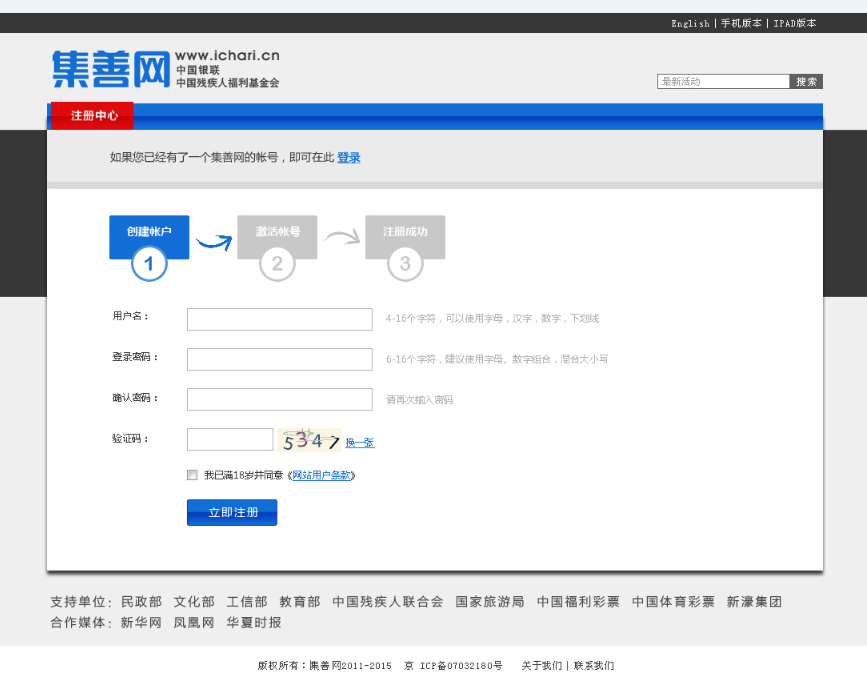 English | 手机版本 | IPAD版本
集善网
www.ichari.cn
中国银联
中国残疾人福利基金会
最新活动 搜索
注册中心
如果您已经有了一个集善网的帐号，即可在此 登录
创建帐户 激活帐号 注册成功
1 2 3
用户名： 4-16个字符，可以使用字母，汉字，数字，下划线
登录密码： 6-16个字符，建议使用字母、数字组合，混合大小写
确认密码： 请再次输入密码
验证码： 5347 换一张
我已满18岁并同意《网站用户条款》
立即注册
支持单位: 民政部 文化部 工信部 教育部 中国残疾人联合会 国家旅游局 中国福利彩票 中国体育彩票 新濠集团
合作媒体: 新华网 凤凰网 华夏时报
版权所有：集善网2011-2015 京 ICP备07032180号 关于我们 | 联系我们